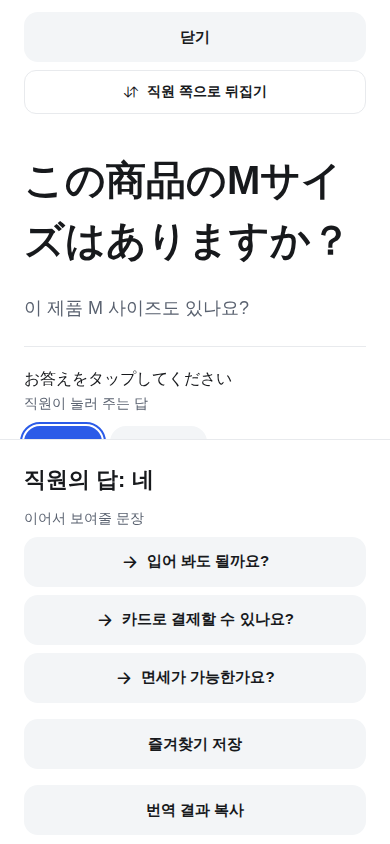 닫기
직원 쪽으로 뒤집기
この商品のMサイ
ズはありますか？
이 제품 M 사이즈도 있나요?
お答えをタップしてください
직원이 눌러 주는 답
직원의 답: 네
이어서 보여줄 문장
→ 입어 봐도 될까요?
→ 카드로 결제할 수 있나요?
→ 면세가 가능한가요?
즐겨찾기 저장
번역 결과 복사